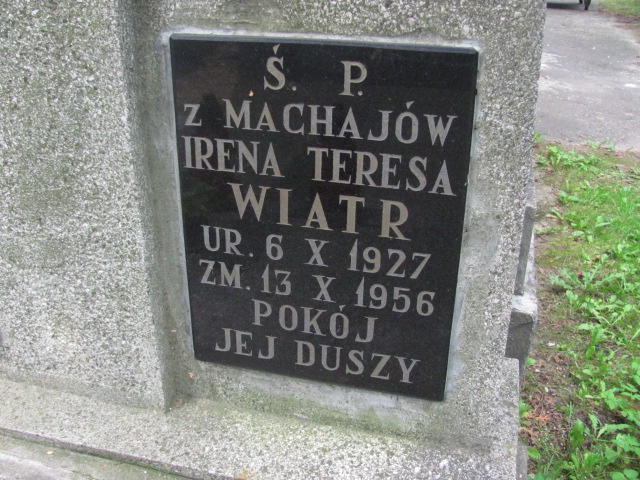 Ś. P.
z MACHAJÓW
IRENA TERESA
WIATR
UR. 6 X 1927
ZM. 13 X 1956
POKÓJ
JEJ DUSZY